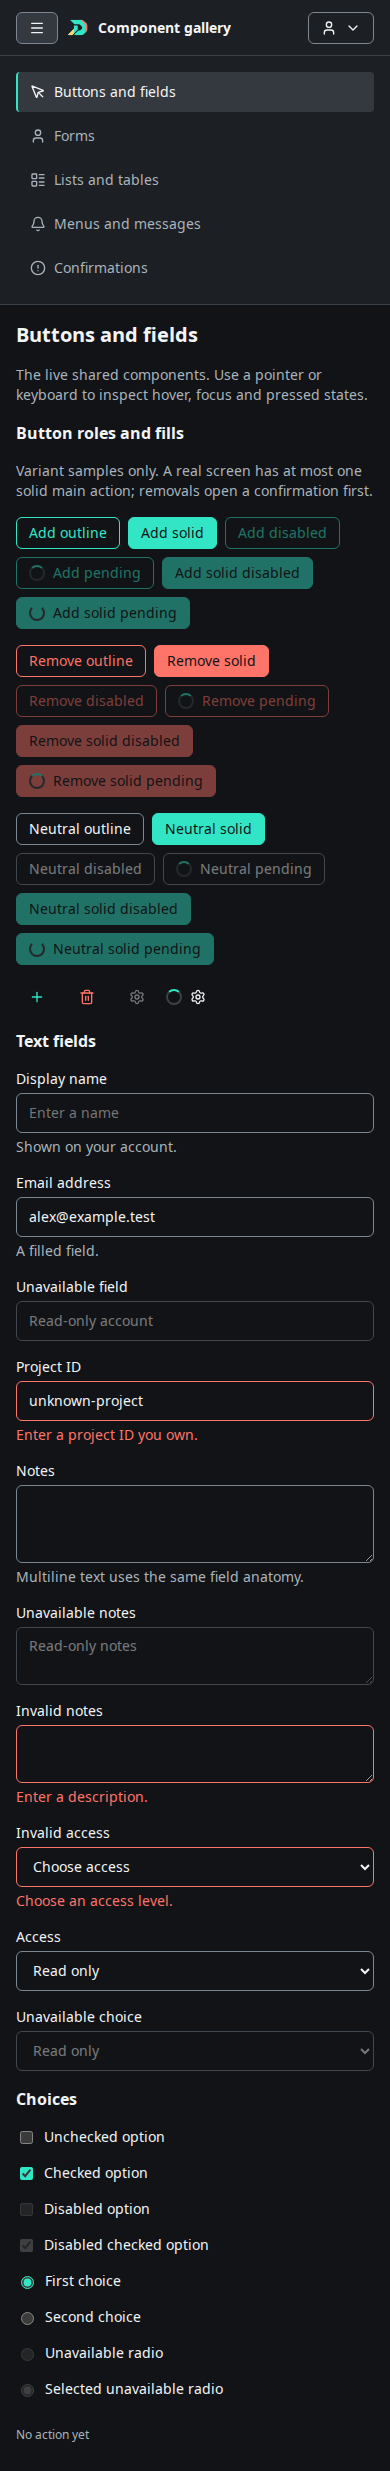 Component gallery
Buttons and fields
Forms
Lists and tables
Menus and messages
Confirmations
Buttons and fields
The live shared components. Use a pointer or
keyboard to inspect hover, focus and pressed states.
Button roles and fills
Variant samples only. A real screen has at most one
solid main action; removals open a confirmation first.
Add outline Add solid Add disabled
Add pending Add solid disabled
Add solid pending
Remove outline Remove solid
Remove disabled Remove pending
Remove solid disabled
Remove solid pending
Neutral outline Neutral solid
Neutral disabled Neutral pending
Neutral solid disabled
Neutral solid pending
Text fields
Display name
Enter a name
Shown on your account.
Email address
alex@example.test
A filled field.
Unavailable field
Read-only account
Project ID
unknown-project
Enter a project ID you own.
Notes
Multiline text uses the same field anatomy.
Unavailable notes
Read-only notes
Invalid notes
Enter a description.
Invalid access
Choose access
Choose an access level.
Access
Read only
Unavailable choice
Read only
Choices
Unchecked option
Checked option
Disabled option
Disabled checked option
First choice
Second choice
Unavailable radio
Selected unavailable radio
No action yet